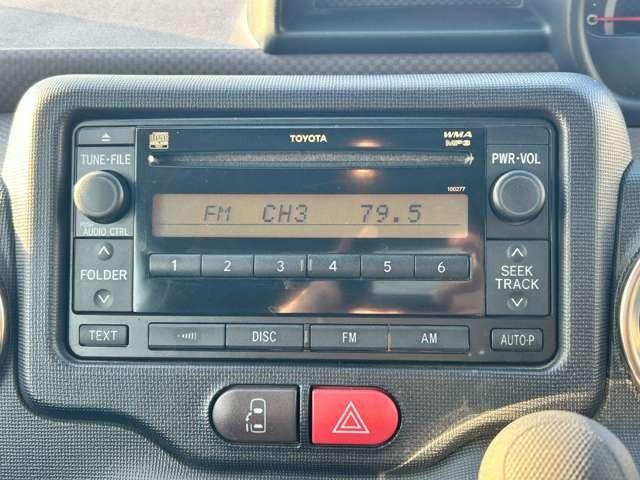 TOYOTA
WMA
MP3
TUNE•FILE
PWR•VOL
100277
AUDIO CTRL
FM CH3 79.5
1 2 3 4 5 6
FOLDER
SEEK
TRACK
TEXT
DISC
FM
AM
AUTO-P